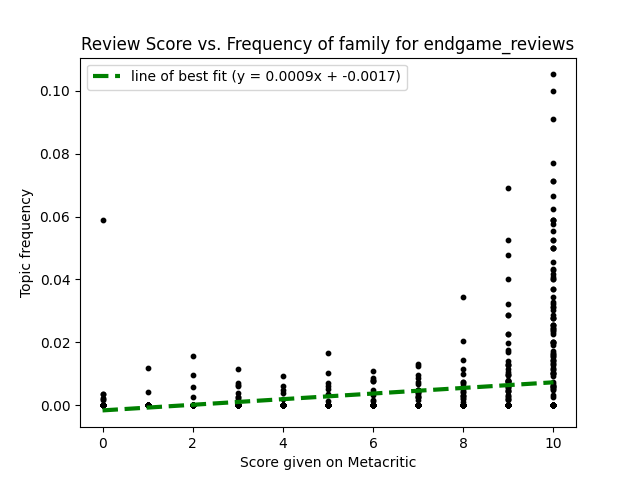 Review Score vs. Frequency of family for endgame_reviews
line of best fit (y = 0.0009x + -0.0017)
0.10
0.08
0.06
0.04
0.02
0.00
Topic frequency
0 2 4 6 8 10
Score given on Metacritic